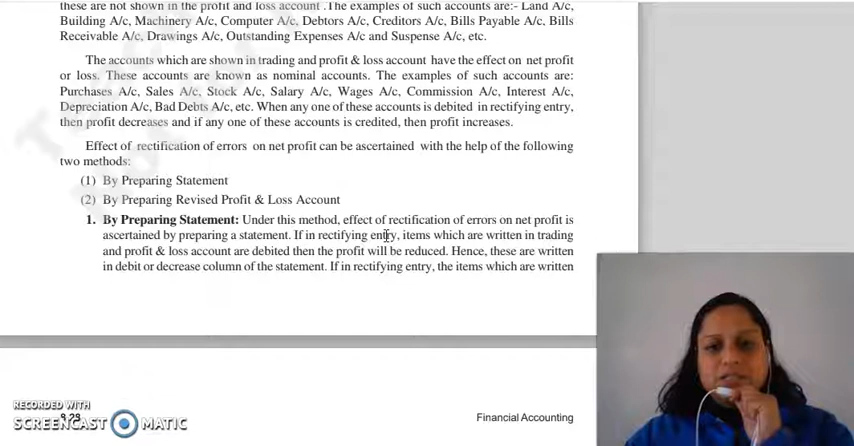 these are not shown in the profit and loss account .The examples of such accounts are:- Land A/c,
Building A/c, Machinery A/c, Computer A/c, Debtors A/c, Creditors A/c, Bills Payable A/c, Bills
Receivable A/c, Drawings A/c, Outstanding Expenses A/c and Suspense A/c, etc.
The accounts which are shown in trading and profit & loss account have the effect on net profit
or loss. These accounts are known as nominal accounts. The examples of such accounts are:
Purchases A/c, Sales A/c, Stock A/c, Salary A/c, Wages A/c, Commission A/c, Interest A/c,
Depreciation A/c, Bad Debts A/c, etc. When any one of these accounts is debited in rectifying entry,
then profit decreases and if any one of these accounts is credited, then profit increases.
Effect of rectification of errors on net profit can be ascertained with the help of the following
two methods:
(1) By Preparing Statement
(2) By Preparing Revised Profit & Loss Account
1. By Preparing Statement: Under this method, effect of rectification of errors on net profit is
ascertained by preparing a statement. If in rectifying entry, items which are written in trading
and profit & loss account are debited then the profit will be reduced. Hence, these are written
in debit or decrease column of the statement. If in rectifying entry, the items which are written
RECORDED WITH
SCREENCAST MATIC
Financial Accounting